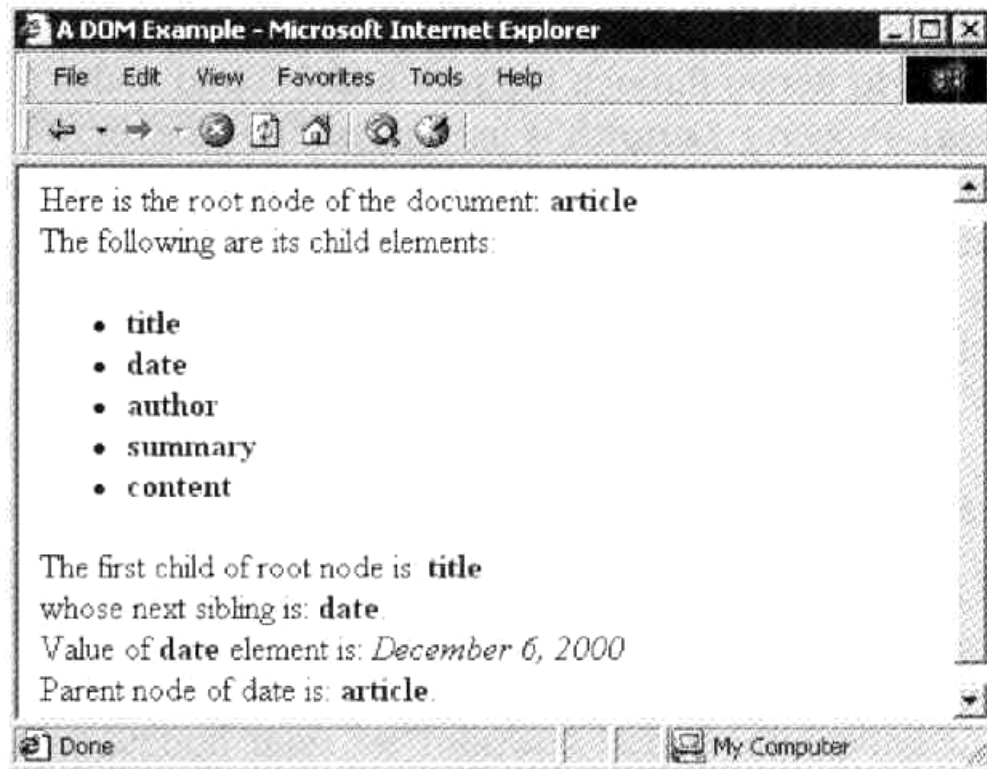 A DOM Example - Microsoft Internet Explorer
File Edit View Favorites Tools Help
Here is the root node of the document: article
The following are its child elements:
• title
• date
• author
• summary
• content
The first child of root node is title
whose next sibling is: date.
Value of date element is: December 6, 2000
Parent node of date is: article.
Done
My Computer